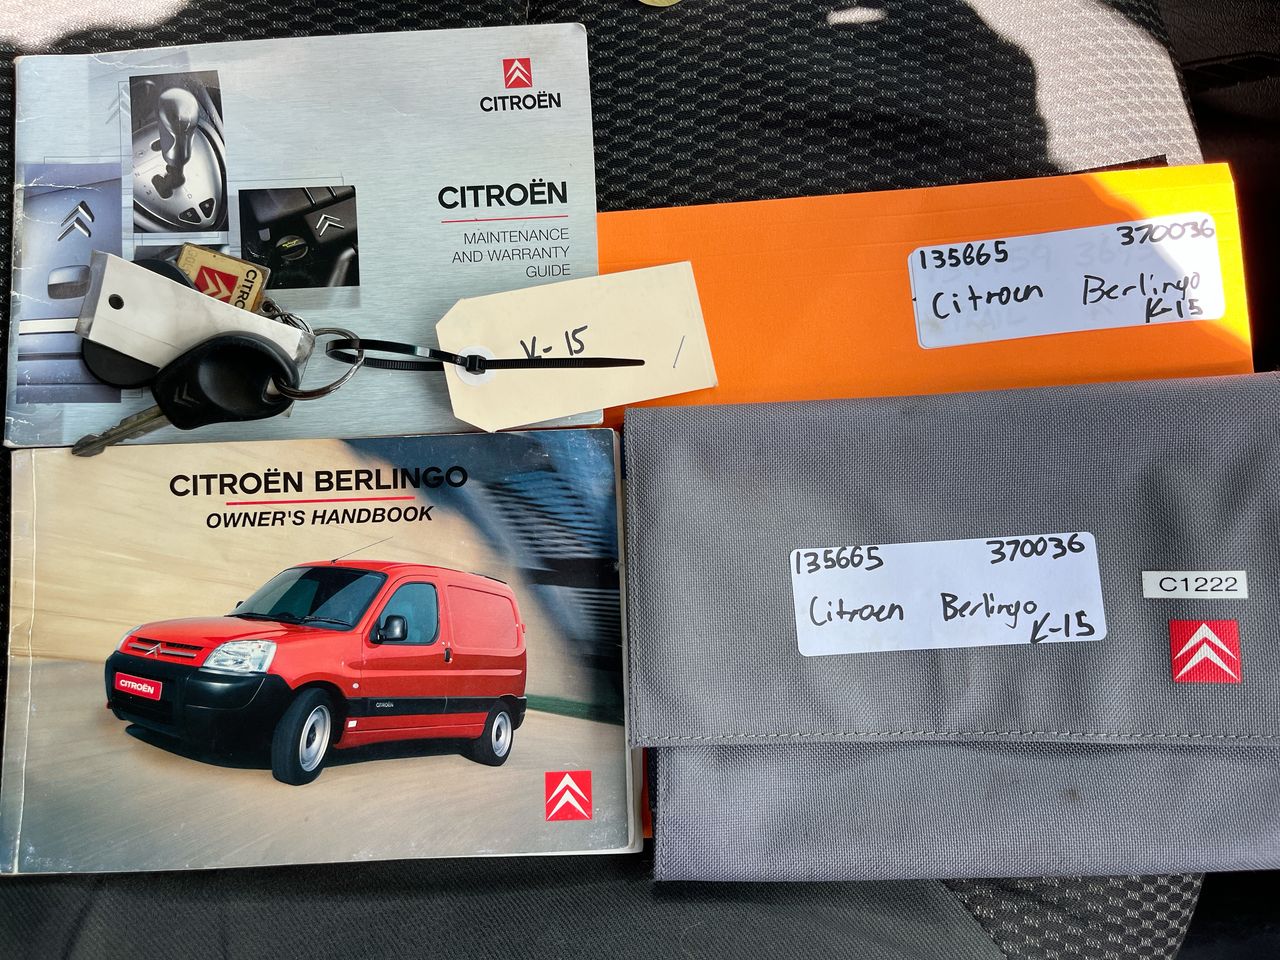 CITROËN
CITROËN
MAINTENANCE
AND WARRANTY
GUIDE
K-15
135665 370036
Citroen Berlingo
K-15
CITROËN BERLINGO
OWNER'S HANDBOOK
CITROËN
CITROËN
135665 370036
Citroen Berlingo
K-15
C1222